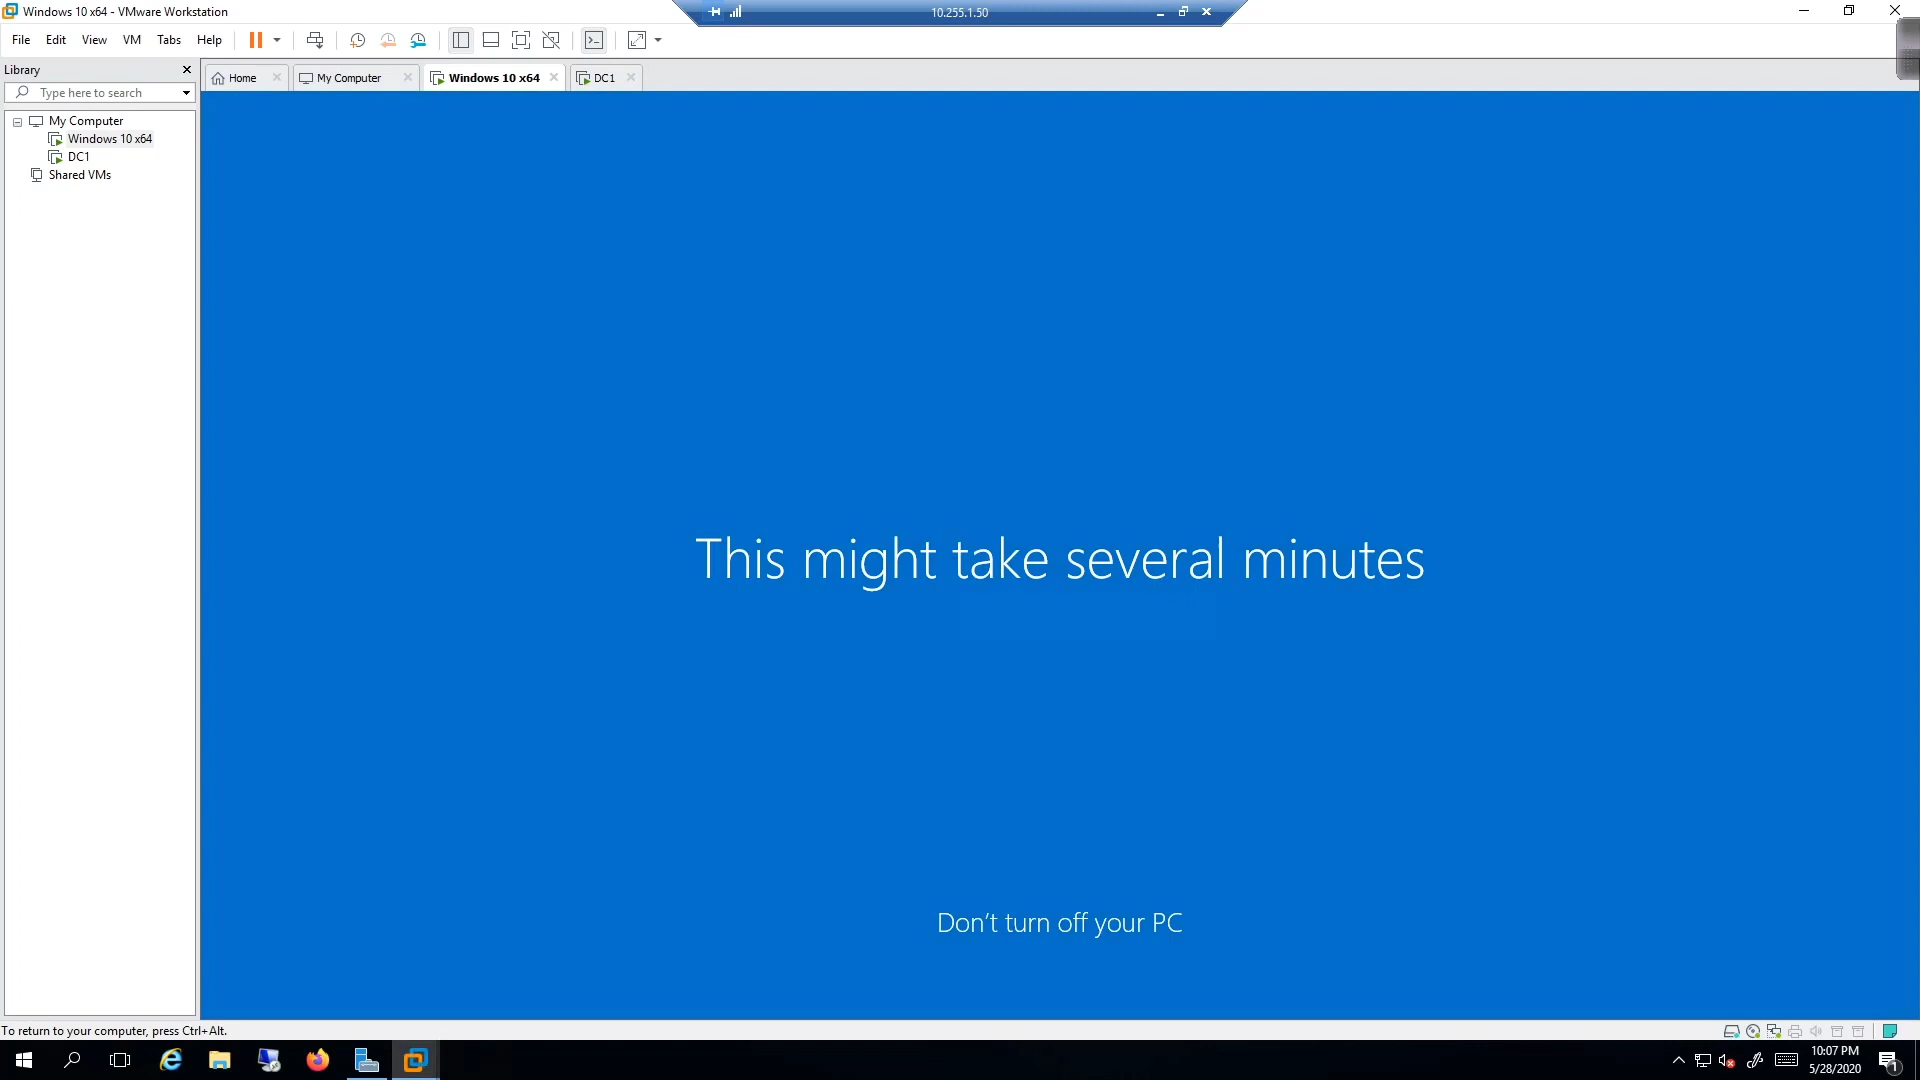 Windows 10 x64 - VMware Workstation
10.255.1.50
File Edit View VM Tabs Help
Library
Type here to search
My Computer
Windows 10 x64
DC1
Shared VMs
Home
My Computer
Windows 10 x64
DC1
This might take several minutes
Don't turn off your PC
To return to your computer, press Ctrl+Alt.
10:07 PM
5/28/2020
1